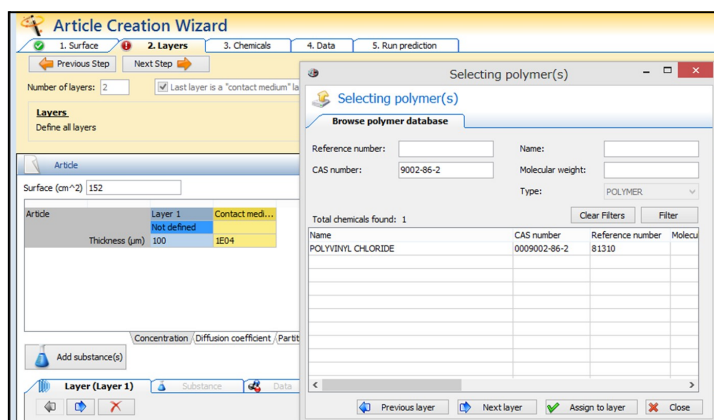 Article Creation Wizard
1. Surface
2. Layers
3. Chemicals
4. Data
5. Run prediction
Previous Step
Next Step
Number of layers: 2
Last layer is a "contact medium" la
Layers
Define all layers
Article
Surface (cm^2) 152
Article Layer 1 Contact medi...
Not defined
Thickness (µm) 100 1E04
Concentration Diffusion coefficient Partit
Add substance(s)
Layer (Layer 1) Substance Data
Selecting polymer(s)
Selecting polymer(s)
Browse polymer database
Reference number: Name:
CAS number: 9002-86-2 Molecular weight:
Type: POLYMER
Total chemicals found: 1 Clear Filters Filter
Name CAS number Reference number Molecu
POLYVINYL CHLORIDE 0009002-86-2 81310
Previous layer Next layer Assign to layer Close